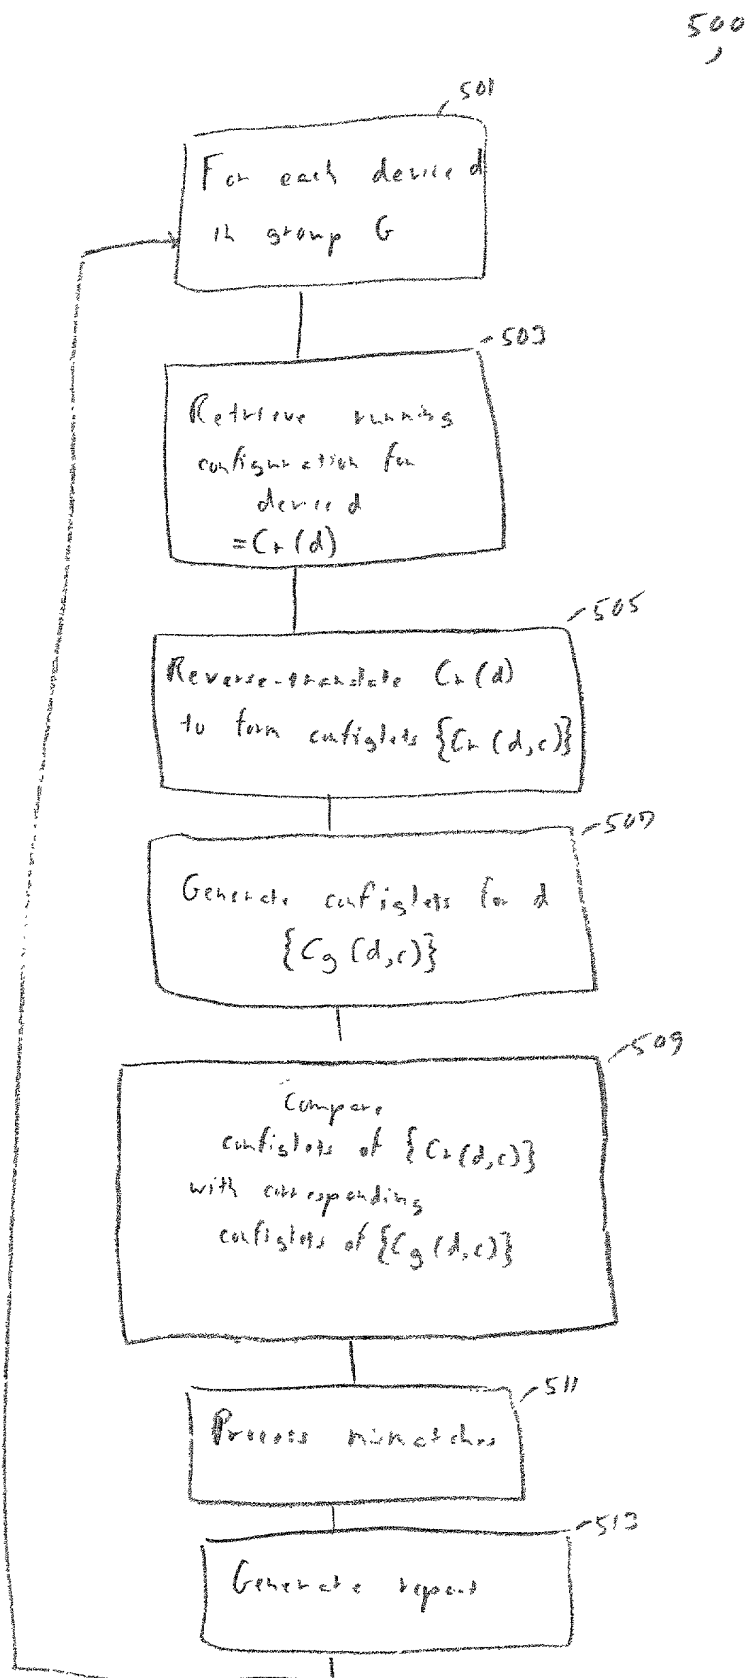 500
501
For each device d
in group G
503
Retrieve running
configuration for
device d
=Cr(d)
505
Reverse-translate Cr(d)
to form configlets {Cr(d,c)}
507
Generate configlets for d
{Cg(d,c)}
509
Compare
configlets of {Cr(d,c)}
with corresponding
configlets of {Cg(d,c)}
511
Process mismatches
513
Generate report